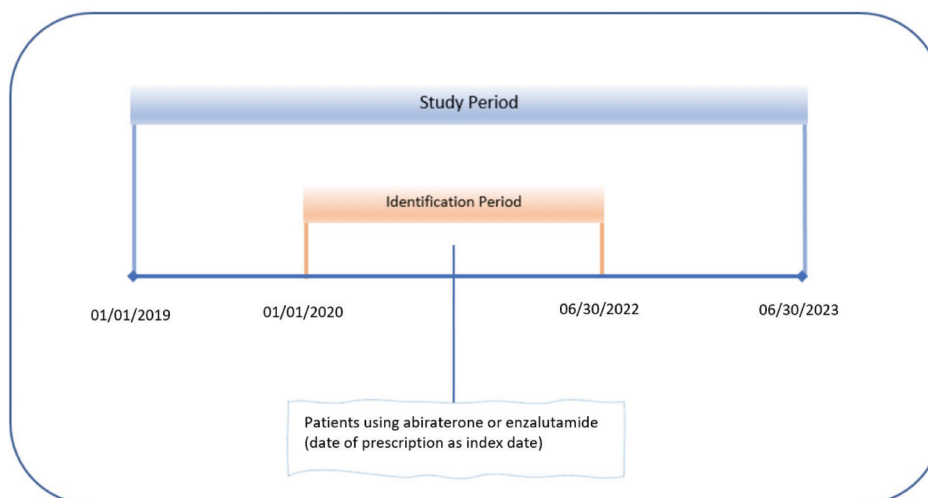 Study Period
Identification Period
01/01/2019
01/01/2020
06/30/2022
06/30/2023
Patients using abiraterone or enzalutamide
(date of prescription as index date)